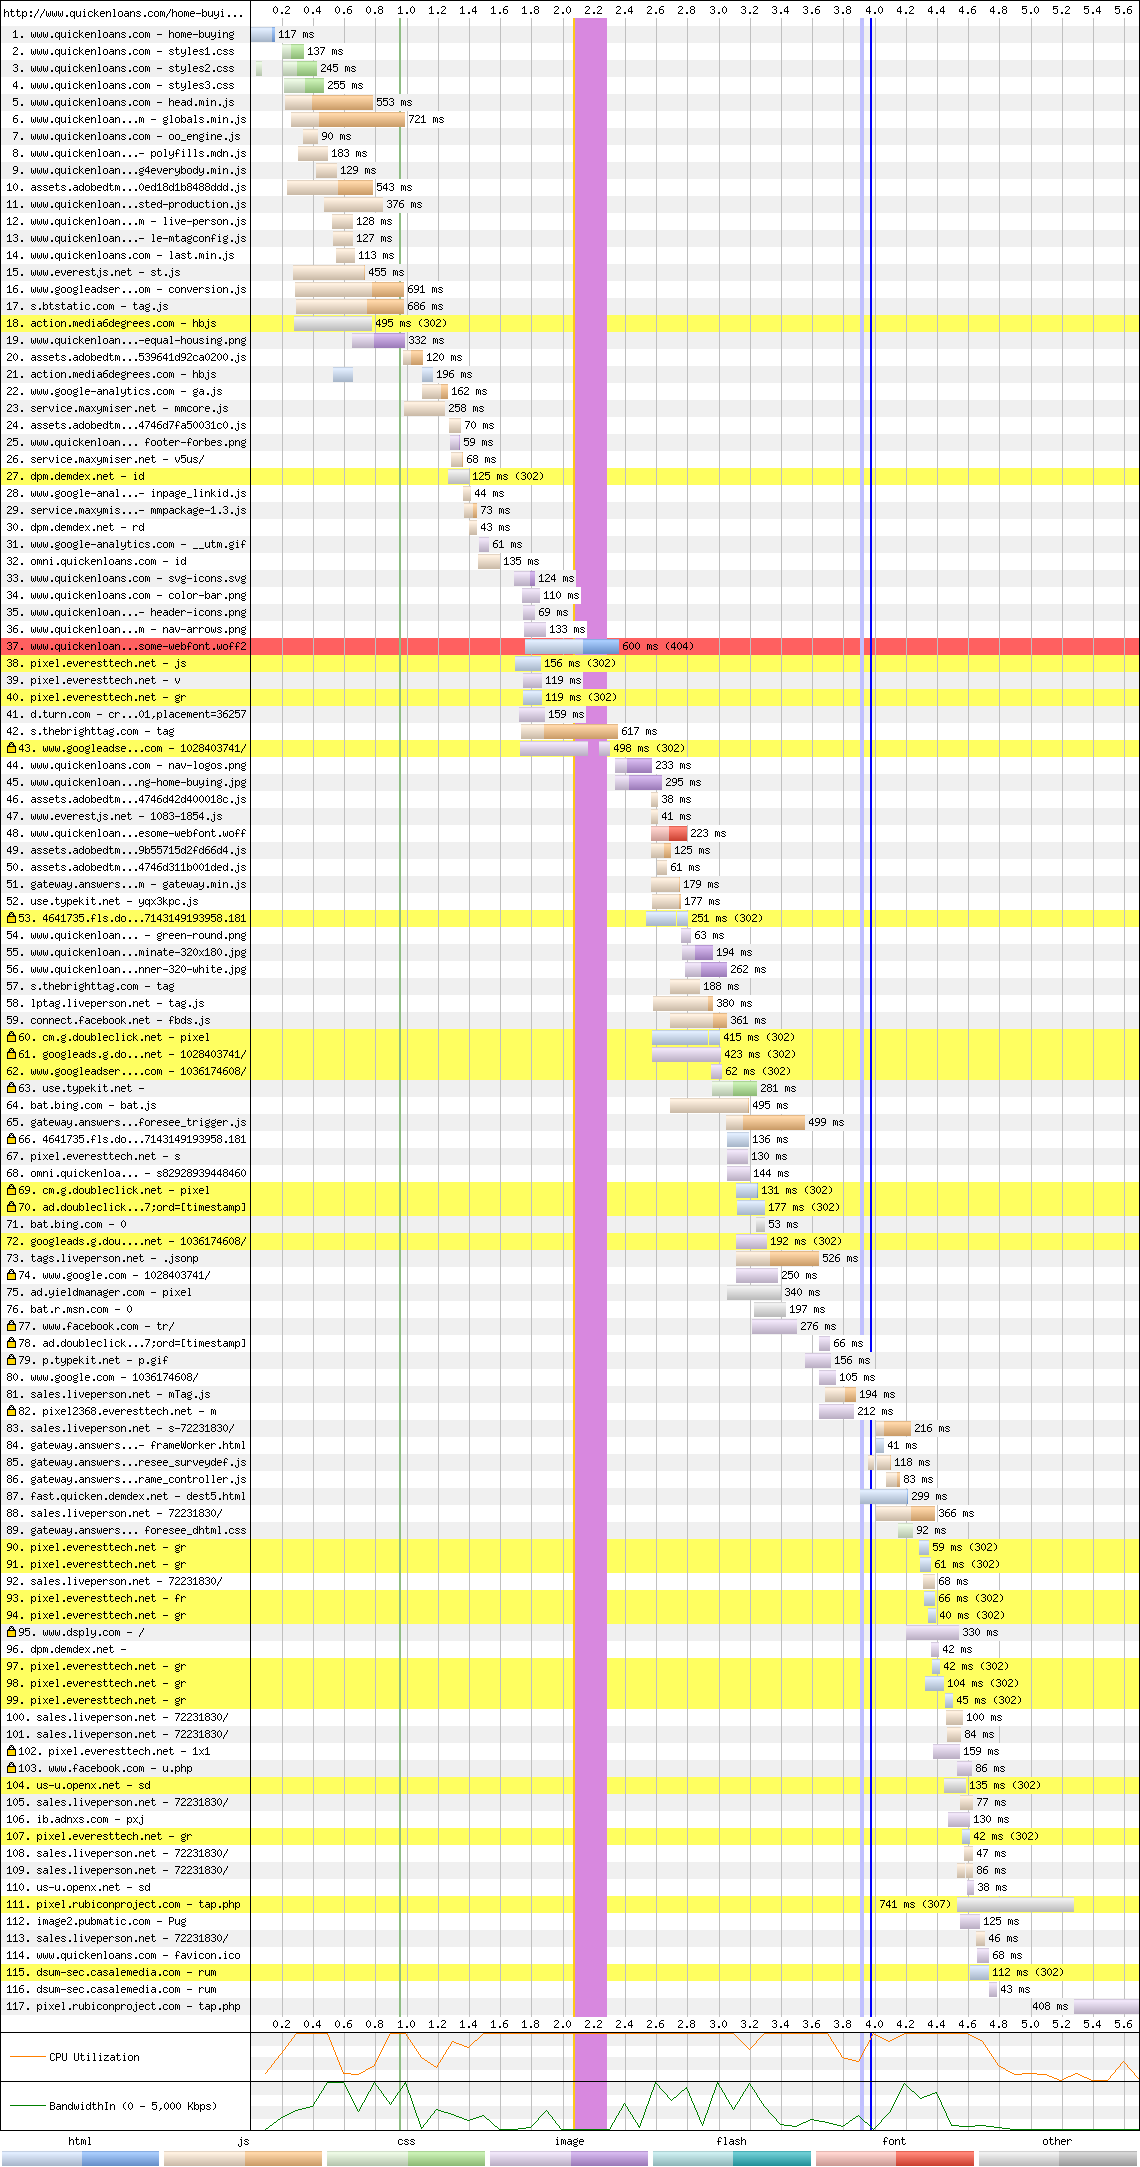 http://www.quickenloans.com/home-buyi... 0.2 0.4 0.6 0.8 1.0 1.2 1.4 1.6 1.8 2.0 2.2 2.4 2.6 2.8 3.0 3.2 3.4 3.6 3.8 4.0 4.2 4.4 4.6 4.8 5.0 5.2 5.4 5.6
1. www.quickenloans.com - home-buying 117 ms
2. www.quickenloans.com - styles1.css 137 ms
3. www.quickenloans.com - styles2.css 245 ms
4. www.quickenloans.com - styles3.css 255 ms
5. www.quickenloans.com - head.min.js 553 ms
6. www.quickenloan...m - globals.min.js 721 ms
7. www.quickenloans.com - oo_engine.js 90 ms
8. www.quickenloan...- polyfills.mdn.js 183 ms
9. www.quickenloan...g4everybody.min.js 129 ms
10. assets.adobedtm...0ed18d1b8488ddd.js 543 ms
11. www.quickenloan...sted-production.js 376 ms
12. www.quickenloan...m - live-person.js 128 ms
13. www.quickenloan...- le-mtagconfig.js 127 ms
14. www.quickenloans.com - last.min.js 113 ms
15. www.everestjs.net - st.js 455 ms
16. www.googleadser...om - conversion.js 691 ms
17. s.btstatic.com - tag.js 686 ms
18. action.media6degrees.com - hbjs 495 ms (302)
19. www.quickenloan...-equal-housing.png 332 ms
20. assets.adobedtm...539641d92ca0200.js 120 ms
21. action.media6degrees.com - hbjs 196 ms
22. www.google-analytics.com - ga.js 162 ms
23. service.maxymiser.net - mmcore.js 258 ms
24. assets.adobedtm...4746d7fa50031c0.js 70 ms
25. www.quickenloan... footer-forbes.png 59 ms
26. service.maxymiser.net - v5us/ 68 ms
27. dpm.demdex.net - id 125 ms (302)
28. www.google-anal...- inpage_linkid.js 44 ms
29. service.maxymis...- mmpackage-1.3.js 73 ms
30. dpm.demdex.net - rd 43 ms
31. www.google-analytics.com - __utm.gif 61 ms
32. omni.quickenloans.com - id 135 ms
33. www.quickenloans.com - svg-icons.svg 124 ms
34. www.quickenloans.com - color-bar.png 110 ms
35. www.quickenloan...- header-icons.png 69 ms
36. www.quickenloan...m - nav-arrows.png 133 ms
37. www.quickenloan...some-webfont.woff2 600 ms (404)
38. pixel.everesttech.net - js 156 ms (302)
39. pixel.everesttech.net - v 119 ms
40. pixel.everesttech.net - gr 119 ms (302)
41. d.turn.com - cr...01,placement=36257 159 ms
42. s.thebrighttag.com - tag 617 ms
43. www.googleadse...com - 1028403741/ 498 ms (302)
44. www.quickenloans.com - nav-logos.png 233 ms
45. www.quickenloan...ng-home-buying.jpg 295 ms
46. assets.adobedtm...4746d42d400018c.js 38 ms
47. www.everestjs.net - 1083-1854.js 41 ms
48. www.quickenloan...esome-webfont.woff 223 ms
49. assets.adobedtm...9b55715d2fd66d4.js 125 ms
50. assets.adobedtm...4746d311b001ded.js 61 ms
51. gateway.answers...m - gateway.min.js 179 ms
52. use.typekit.net - yqx3kpc.js 177 ms
53. 4641735.fls.do...7143149193958.181 251 ms (302)
54. www.quickenloan... - green-round.png 63 ms
55. www.quickenloan...minate-320x180.jpg 194 ms
56. www.quickenloan...nner-320-white.jpg 262 ms
57. s.thebrighttag.com - tag 188 ms
58. lptag.liveperson.net - tag.js 380 ms
59. connect.facebook.net - fbds.js 361 ms
60. cm.g.doubleclick.net - pixel 415 ms (302)
61. googleads.g.do...net - 1028403741/ 423 ms (302)
62. www.googleadser....com - 1036174608/ 62 ms (302)
63. use.typekit.net - 281 ms
64. bat.bing.com - bat.js 495 ms
65. gateway.answers...foresee_trigger.js 499 ms
66. 4641735.fls.do...7143149193958.181 136 ms
67. pixel.everesttech.net - s 130 ms
68. omni.quickenloa... - s82928939448460 144 ms
69. cm.g.doubleclick.net - pixel 131 ms (302)
70. ad.doubleclick...7;ord=[timestamp] 177 ms (302)
71. bat.bing.com - 0 53 ms
72. googleads.g.dou....net - 1036174608/ 192 ms (302)
73. tags.liveperson.net - .jsonp 526 ms
74. www.google.com - 1028403741/ 250 ms
75. ad.yieldmanager.com - pixel 340 ms
76. bat.r.msn.com - 0 197 ms
77. www.facebook.com - tr/ 276 ms
78. ad.doubleclick...7;ord=[timestamp] 66 ms
79. p.typekit.net - p.gif 156 ms
80. www.google.com - 1036174608/ 105 ms
81. sales.liveperson.net - mTag.js 194 ms
82. pixel2368.everesttech.net - m 212 ms
83. sales.liveperson.net - s-72231830/ 216 ms
84. gateway.answers...- frameWorker.html 41 ms
85. gateway.answers...resee_surveydef.js 118 ms
86. gateway.answers...rame_controller.js 83 ms
87. fast.quicken.demdex.net - dest5.html 299 ms
88. sales.liveperson.net - 72231830/ 366 ms
89. gateway.answers... foresee_dhtml.css 92 ms
90. pixel.everesttech.net - gr 59 ms (302)
91. pixel.everesttech.net - gr 61 ms (302)
92. sales.liveperson.net - 72231830/ 68 ms
93. pixel.everesttech.net - fr 66 ms (302)
94. pixel.everesttech.net - gr 40 ms (302)
95. www.dsply.com - / 330 ms
96. dpm.demdex.net - 42 ms
97. pixel.everesttech.net - gr 42 ms (302)
98. pixel.everesttech.net - gr 104 ms (302)
99. pixel.everesttech.net - gr 45 ms (302)
100. sales.liveperson.net - 72231830/ 100 ms
101. sales.liveperson.net - 72231830/ 84 ms
102. pixel.everesttech.net - 1x1 159 ms
103. www.facebook.com - u.php 86 ms
104. us-u.openx.net - sd 135 ms (302)
105. sales.liveperson.net - 72231830/ 77 ms
106. ib.adnxs.com - pxj 130 ms
107. pixel.everesttech.net - gr 42 ms (302)
108. sales.liveperson.net - 72231830/ 47 ms
109. sales.liveperson.net - 72231830/ 86 ms
110. us-u.openx.net - sd 38 ms
111. pixel.rubiconproject.com - tap.php 741 ms (307)
112. image2.pubmatic.com - Pug 125 ms
113. sales.liveperson.net - 72231830/ 46 ms
114. www.quickenloans.com - favicon.ico 68 ms
115. dsum-sec.casalemedia.com - rum 112 ms (302)
116. dsum-sec.casalemedia.com - rum 43 ms
117. pixel.rubiconproject.com - tap.php 408 ms
0.2 0.4 0.6 0.8 1.0 1.2 1.4 1.6 1.8 2.0 2.2 2.4 2.6 2.8 3.0 3.2 3.4 3.6 3.8 4.0 4.2 4.4 4.6 4.8 5.0 5.2 5.4 5.6
CPU Utilization
BandwidthIn (0 - 5,000 Kbps)
html js css image flash font other